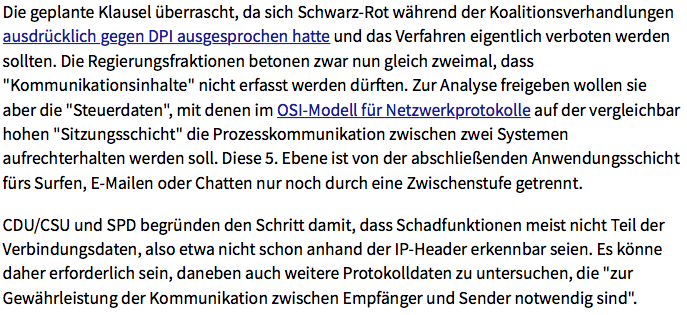 Die geplante Klausel überrascht, da sich Schwarz-Rot während der Koalitionsverhandlungen
ausdrücklich gegen DPI ausgesprochen hatte und das Verfahren eigentlich verboten werden
sollten. Die Regierungsfraktionen betonen zwar nun gleich zweimal, dass
"Kommunikationsinhalte" nicht erfasst werden dürften. Zur Analyse freigeben wollen sie
aber die "Steuerdaten", mit denen im OSI-Modell für Netzwerkprotokolle auf der vergleichbar
hohen "Sitzungsschicht" die Prozesskommunikation zwischen zwei Systemen
aufrechterhalten werden soll. Diese 5. Ebene ist von der abschließenden Anwendungsschicht
fürs Surfen, E-Mailen oder Chatten nur noch durch eine Zwischenstufe getrennt.
CDU/CSU und SPD begründen den Schritt damit, dass Schadfunktionen meist nicht Teil der
Verbindungsdaten, also etwa nicht schon anhand der IP-Header erkennbar seien. Es könne
daher erforderlich sein, daneben auch weitere Protokolldaten zu untersuchen, die "zur
Gewährleistung der Kommunikation zwischen Empfänger und Sender notwendig sind".